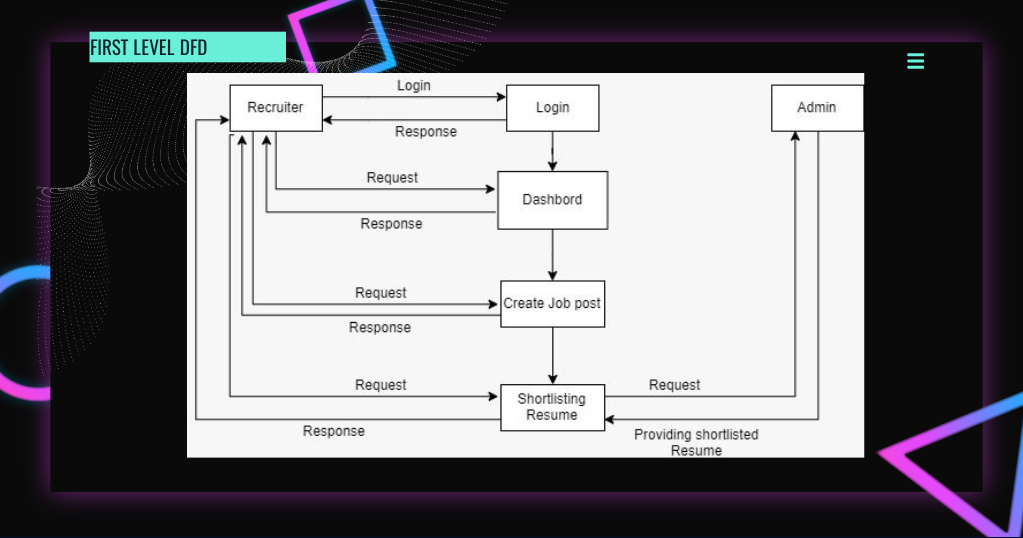 FIRST LEVEL DFD
Login
Recruiter
Login
Admin
Response
Request
Dashbord
Response
Request
Create Job post
Response
Request
Request
Shortlisting
Resume
Response
Providing shortlisted
Resume